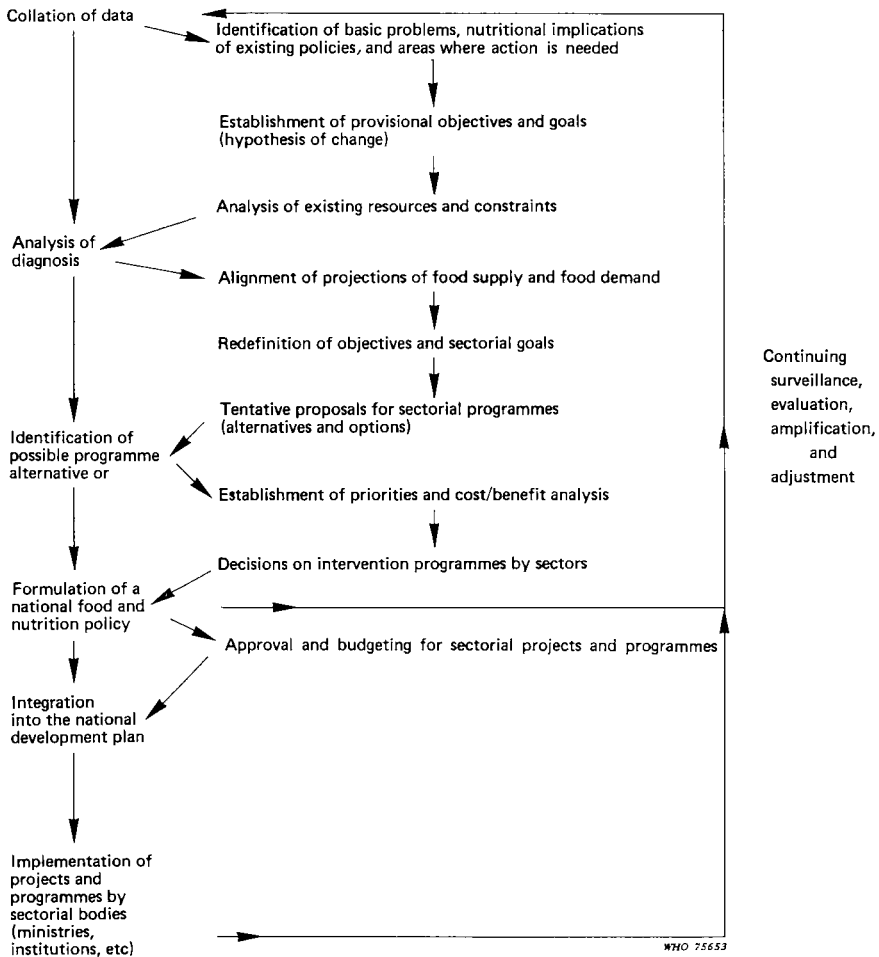 Collation of data
Identification of basic problems, nutritional implications
of existing policies, and areas where action is needed
Establishment of provisional objectives and goals
(hypothesis of change)
Analysis of existing resources and constraints
Analysis of
diagnosis
Alignment of projections of food supply and food demand
Redefinition of objectives and sectorial goals
Tentative proposals for sectorial programmes
(alternatives and options)
Identification of
possible programme
alternative or
Establishment of priorities and cost/benefit analysis
Decisions on intervention programmes by sectors
Formulation of a
national food and
nutrition policy
Approval and budgeting for sectorial projects and programmes
Integration
into the national
development plan
Implementation of
projects and
programmes by
sectorial bodies
(ministries,
institutions, etc)
Continuing
surveillance,
evaluation,
amplification,
and
adjustment
WHO 75653